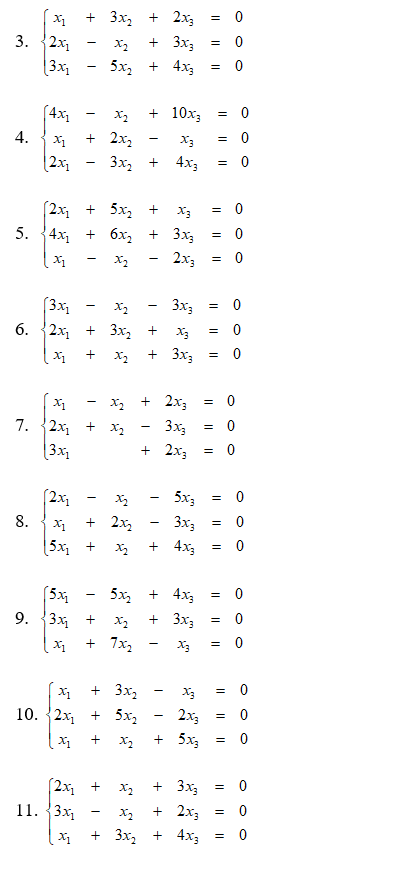 x₁ + 3x₂ + 2x₃ = 0
3. 2x₁ − x₂ + 3x₃ = 0
3x₁ − 5x₂ + 4x₃ = 0
4x₁ − x₂ + 10x₃ = 0
4. x₁ + 2x₂ − x₃ = 0
2x₁ − 3x₂ + 4x₃ = 0
2x₁ + 5x₂ + x₃ = 0
5. 4x₁ + 6x₂ + 3x₃ = 0
x₁ − x₂ − 2x₃ = 0
3x₁ − x₂ − 3x₃ = 0
6. 2x₁ + 3x₂ + x₃ = 0
x₁ + x₂ + 3x₃ = 0
x₁ − x₂ + 2x₃ = 0
7. 2x₁ + x₂ − 3x₃ = 0
3x₁ + 2x₃ = 0
2x₁ − x₂ − 5x₃ = 0
8. x₁ + 2x₂ − 3x₃ = 0
5x₁ + x₂ + 4x₃ = 0
5x₁ − 5x₂ + 4x₃ = 0
9. 3x₁ + x₂ + 3x₃ = 0
x₁ + 7x₂ − x₃ = 0
x₁ + 3x₂ − x₃ = 0
10. 2x₁ + 5x₂ − 2x₃ = 0
x₁ + x₂ + 5x₃ = 0
2x₁ + x₂ + 3x₃ = 0
11. 3x₁ − x₂ + 2x₃ = 0
x₁ + 3x₂ + 4x₃ = 0